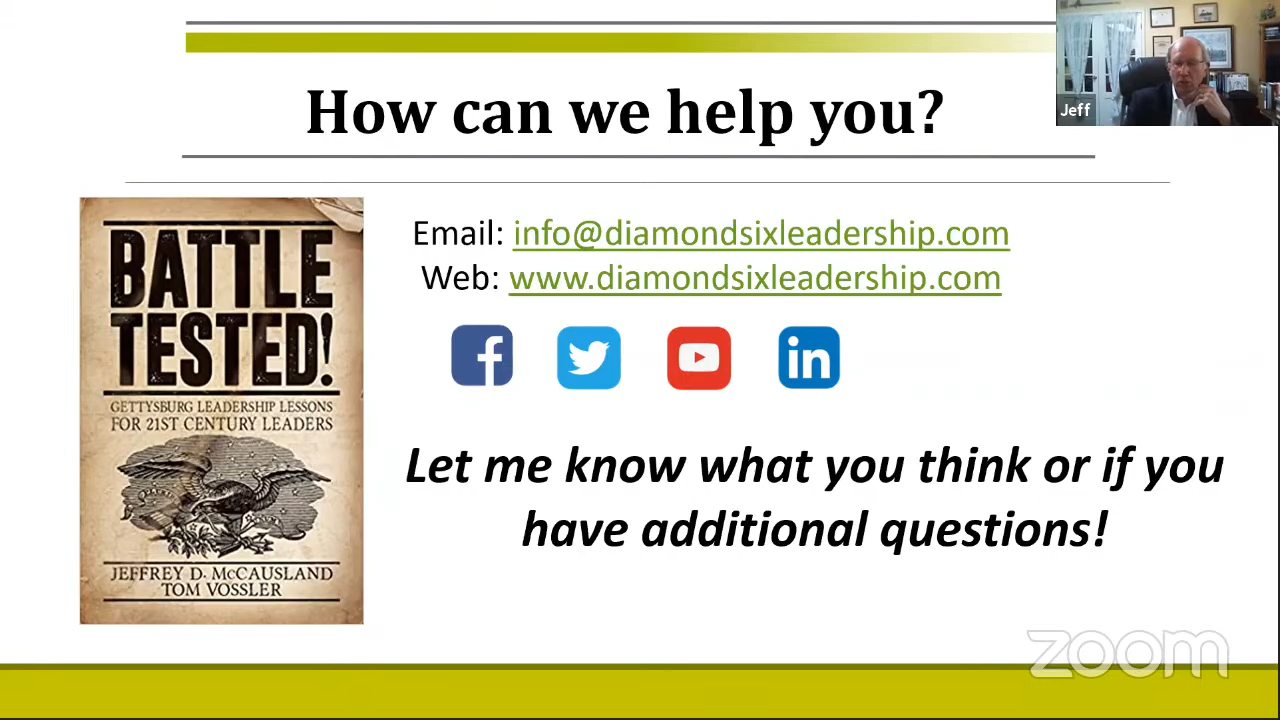 How can we help you?
Jeff
BATTLE
TESTED!
GETTYSBURG LEADERSHIP LESSONS
FOR 21ST CENTURY LEADERS
JEFFREY D. McCAUSLAND
TOM VOSSLER
Email: info@diamondsixleadership.com
Web: www.diamondsixleadership.com
f
in
Let me know what you think or if you
have additional questions!
zoom